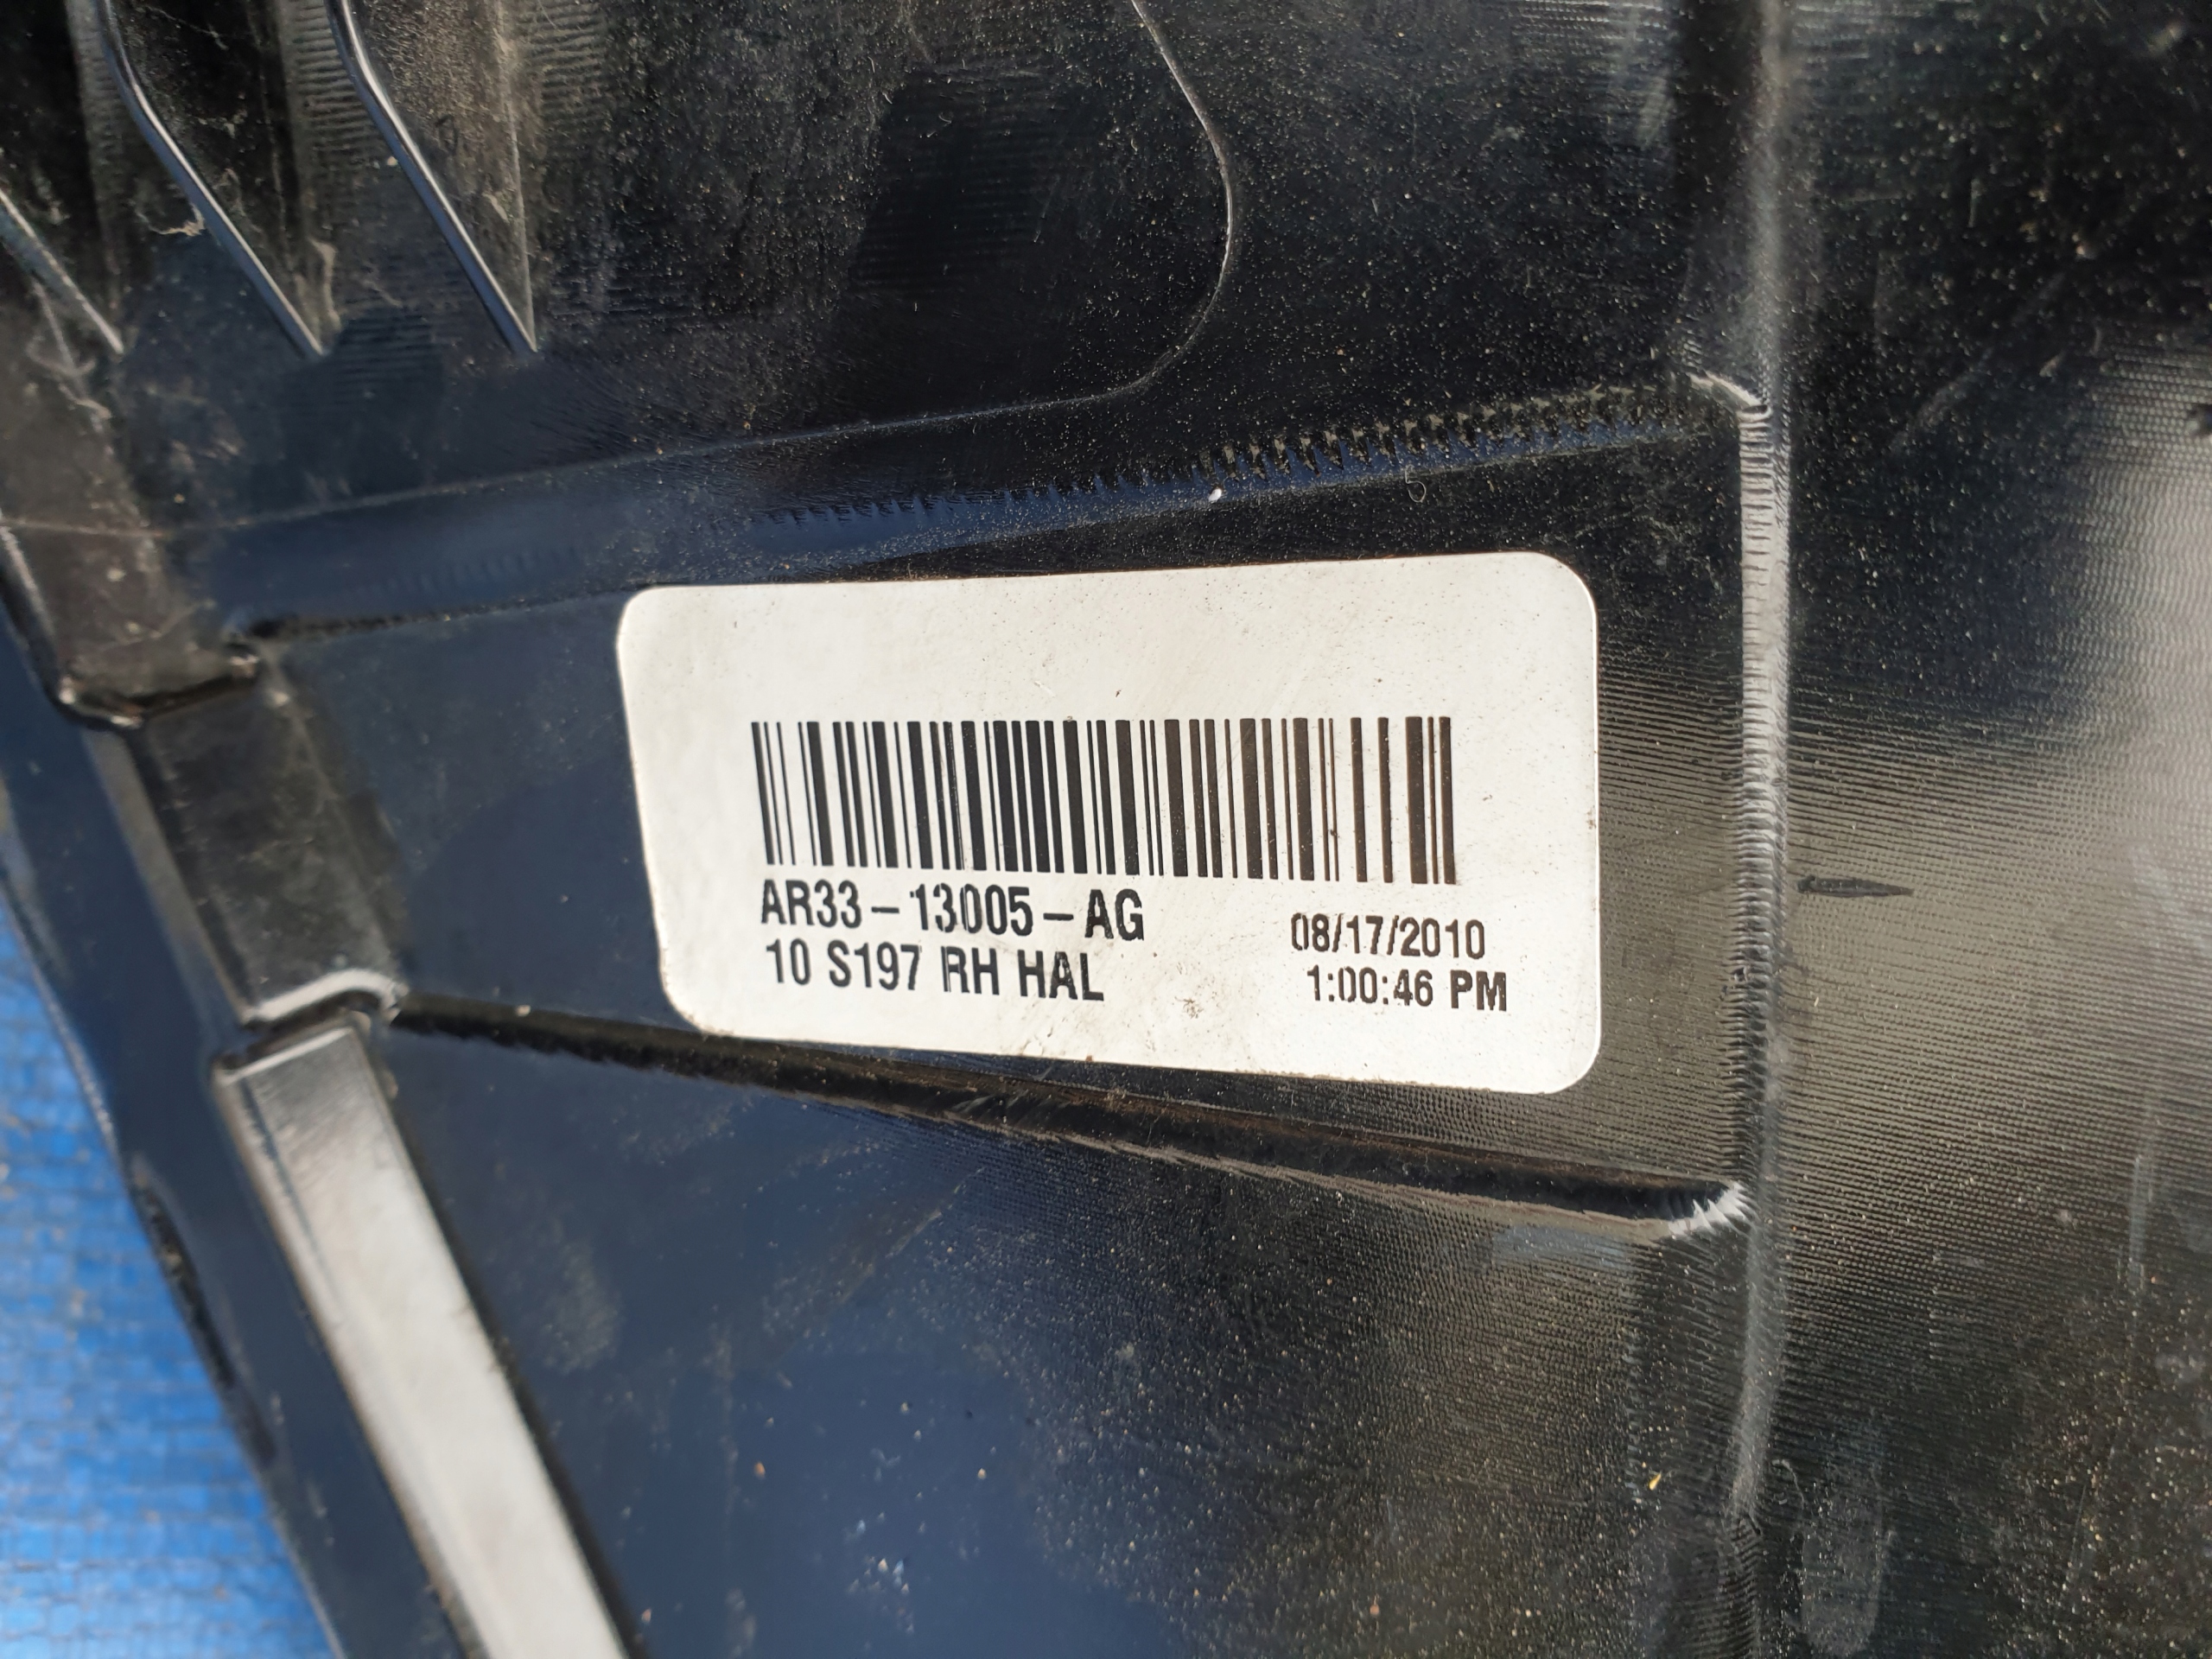 AR33-13005-AG
10 S197 RH HAL
08/17/2010
1:00:46 PM